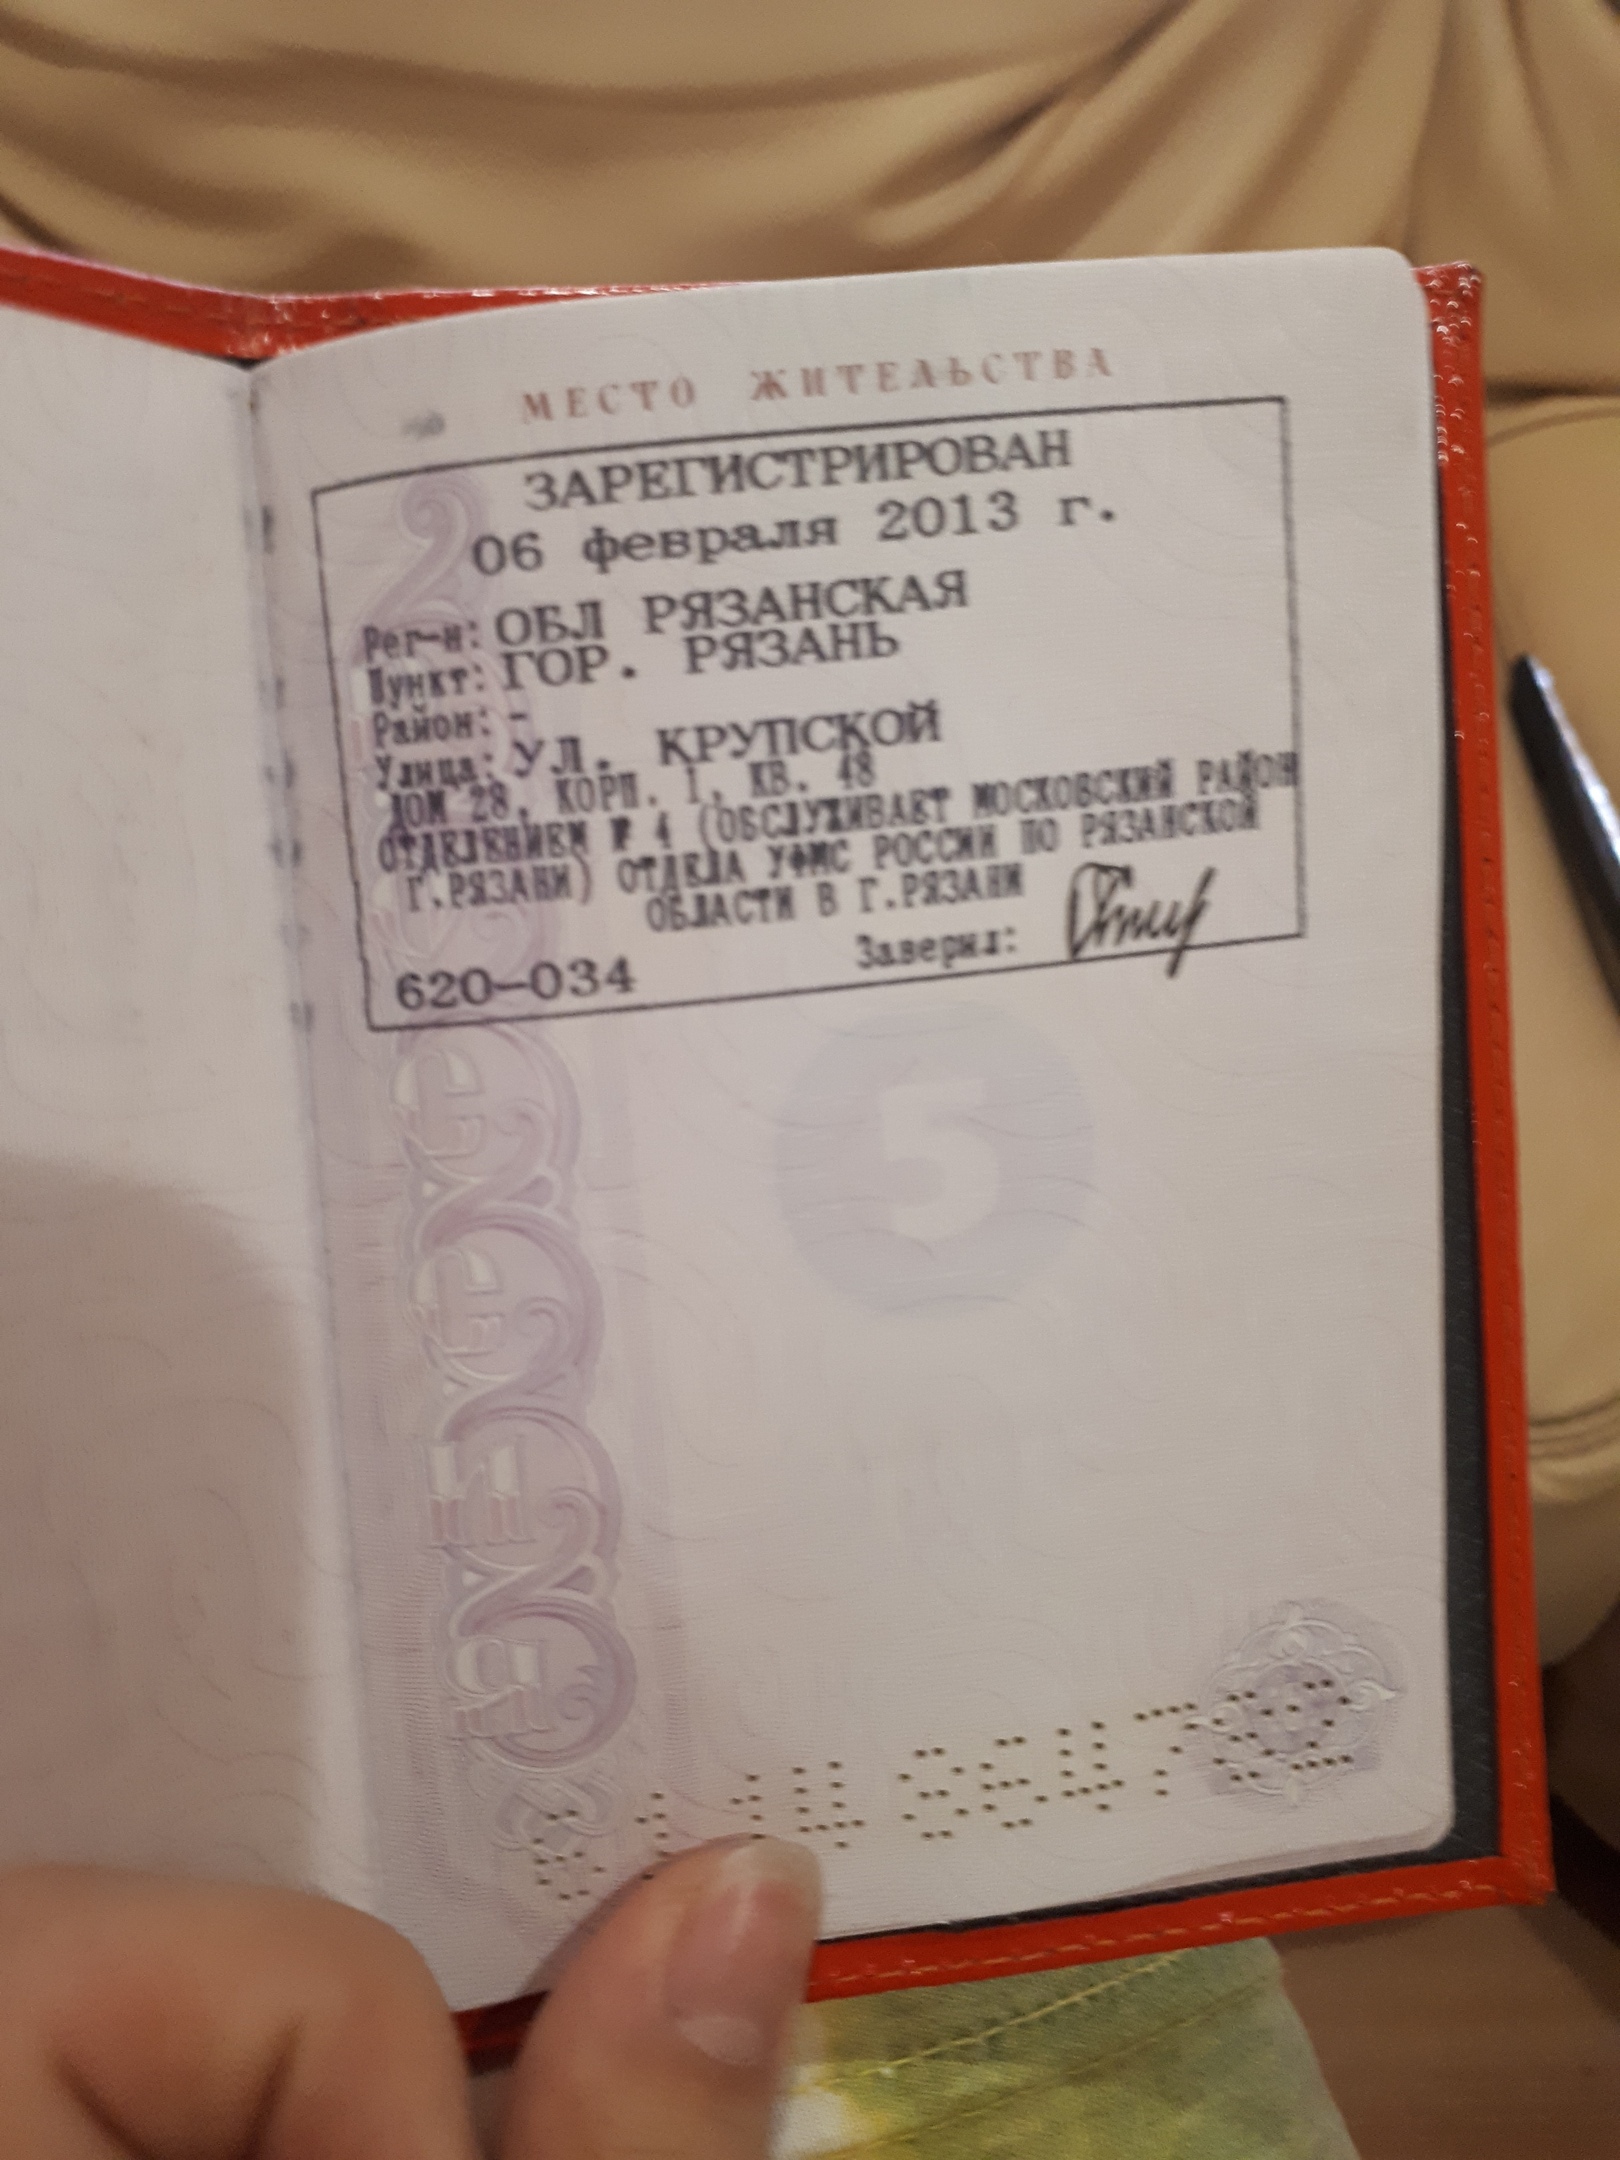 МЕСТО ЖИТЕЛЬСТВА
ЗАРЕГИСТРИРОВАН
06 февраля 2013 г.
Рег-н: ОБЛ РЯЗАНСКАЯ
Пункт: ГОР. РЯЗАНЬ
Район: -
Улица: УЛ. КРУПСКОЙ
ДОМ 28, КОРП. 1, КВ. 48
ОТДЕЛЕНИЕМ № 4 (ОБСЛУЖИВАЕТ МОСКОВСКИЙ РАЙОН
Г.РЯЗАНИ) ОТДЕЛА УФМС РОССИИ ПО РЯЗАНСКОЙ
ОБЛАСТИ В Г.РЯЗАНИ
Заверил:
620-034
5